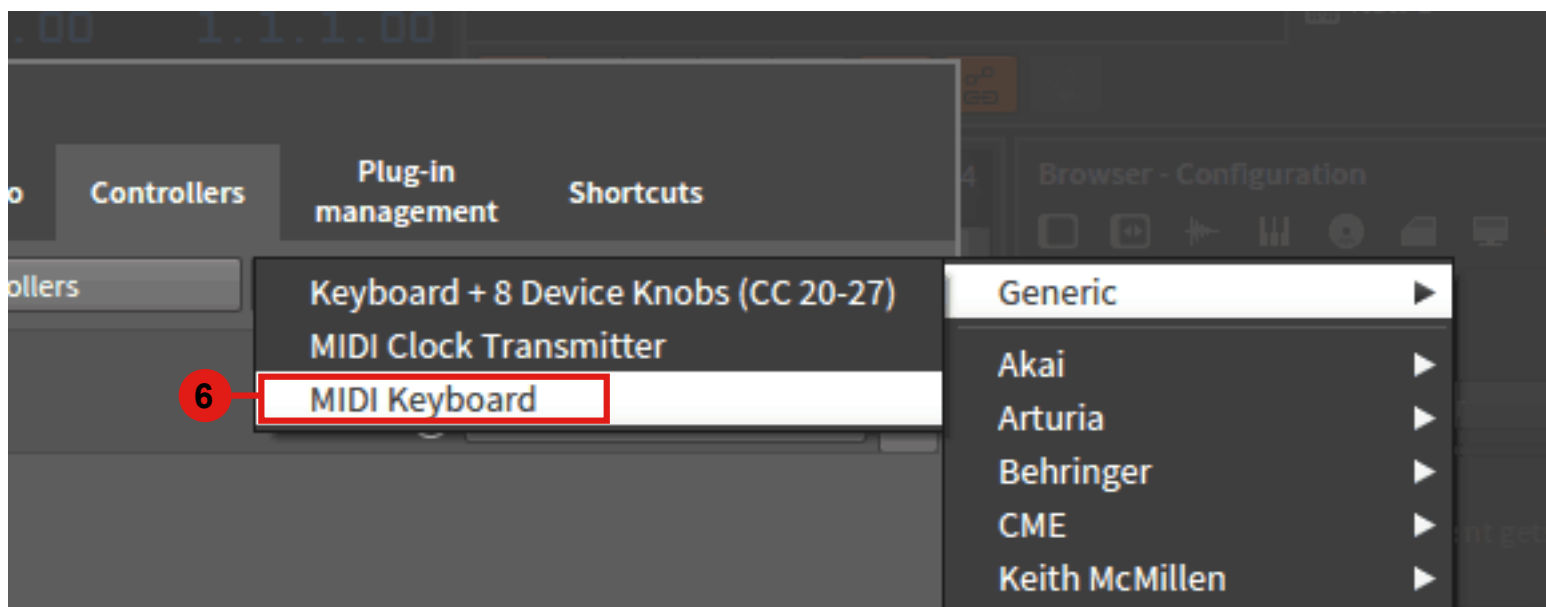 .00 1.1.1.00
Plug-in
Controllers
management
Shortcuts
4
Browser - Configuration
ollers
Keyboard + 8 Device Knobs (CC 20-27)
Generic
MIDI Clock Transmitter
Akai
6
MIDI Keyboard
Arturia
Behringer
CME
Keith McMillen